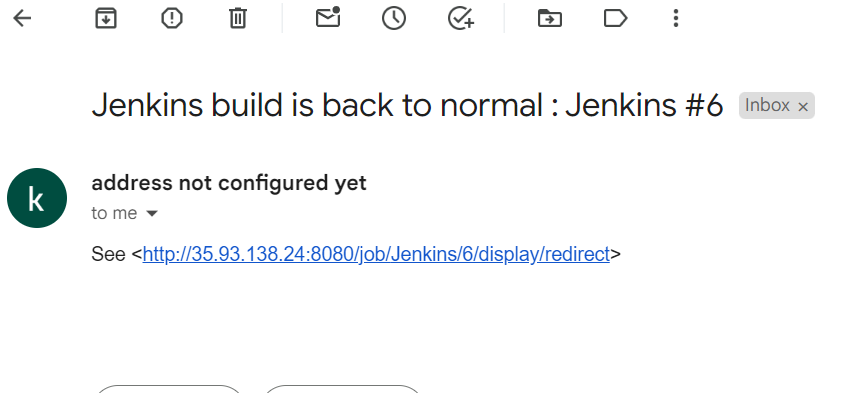 Jenkins build is back to normal : Jenkins #6 Inbox ×
k
address not configured yet
to me
See <http://35.93.138.24:8080/job/Jenkins/6/display/redirect>